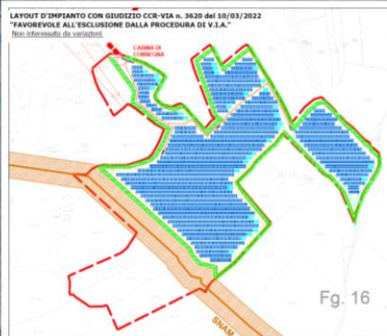 LAYOUT D'IMPIANTO CON GIUDIZIO CCR-VIA n. 3620 del 10/03/2022
"FAVOREVOLE ALL'ESCLUSIONE DALLA PROCEDURA DI V.I.A."
Non interessato da variazioni
CABINA DI
CONSEGNA
Fg. 16
SNAM